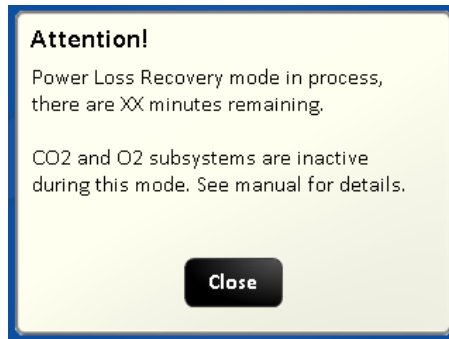 Attention!
Power Loss Recovery mode in process,
there are XX minutes remaining.
CO2 and O2 subsystems are inactive
during this mode. See manual for details.
Close